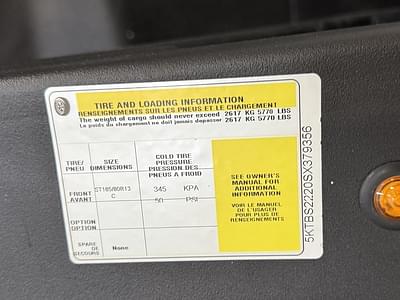 TIRE AND LOADING INFORMATION
RENSEIGNEMENTS SUR LES PNEUS ET LE CHARGEMENT
The weight of cargo should never exceed 2617 KG 5770 LBS
Le poids du chargement ne doit jamais depasser 2617 KG 5770 LBS
TIRE/
PNEU
SIZE
DIMENSIONS
COLD TIRE
PRESSURE
PRESSION DES
PNEUS A FROID
FRONT
AVANT
ST185/80R13
C
345 KPA
50 PSI
OPTION
OPTION
SPARE
DE
SECOURS
None
SEE OWNER'S
MANUAL FOR
ADDITIONAL
INFORMATION
VOIR LE MANUEL
DE L'USAGER
POUR PLUS DE
RENSEIGNEMENTS
5KTBS2220SX379356